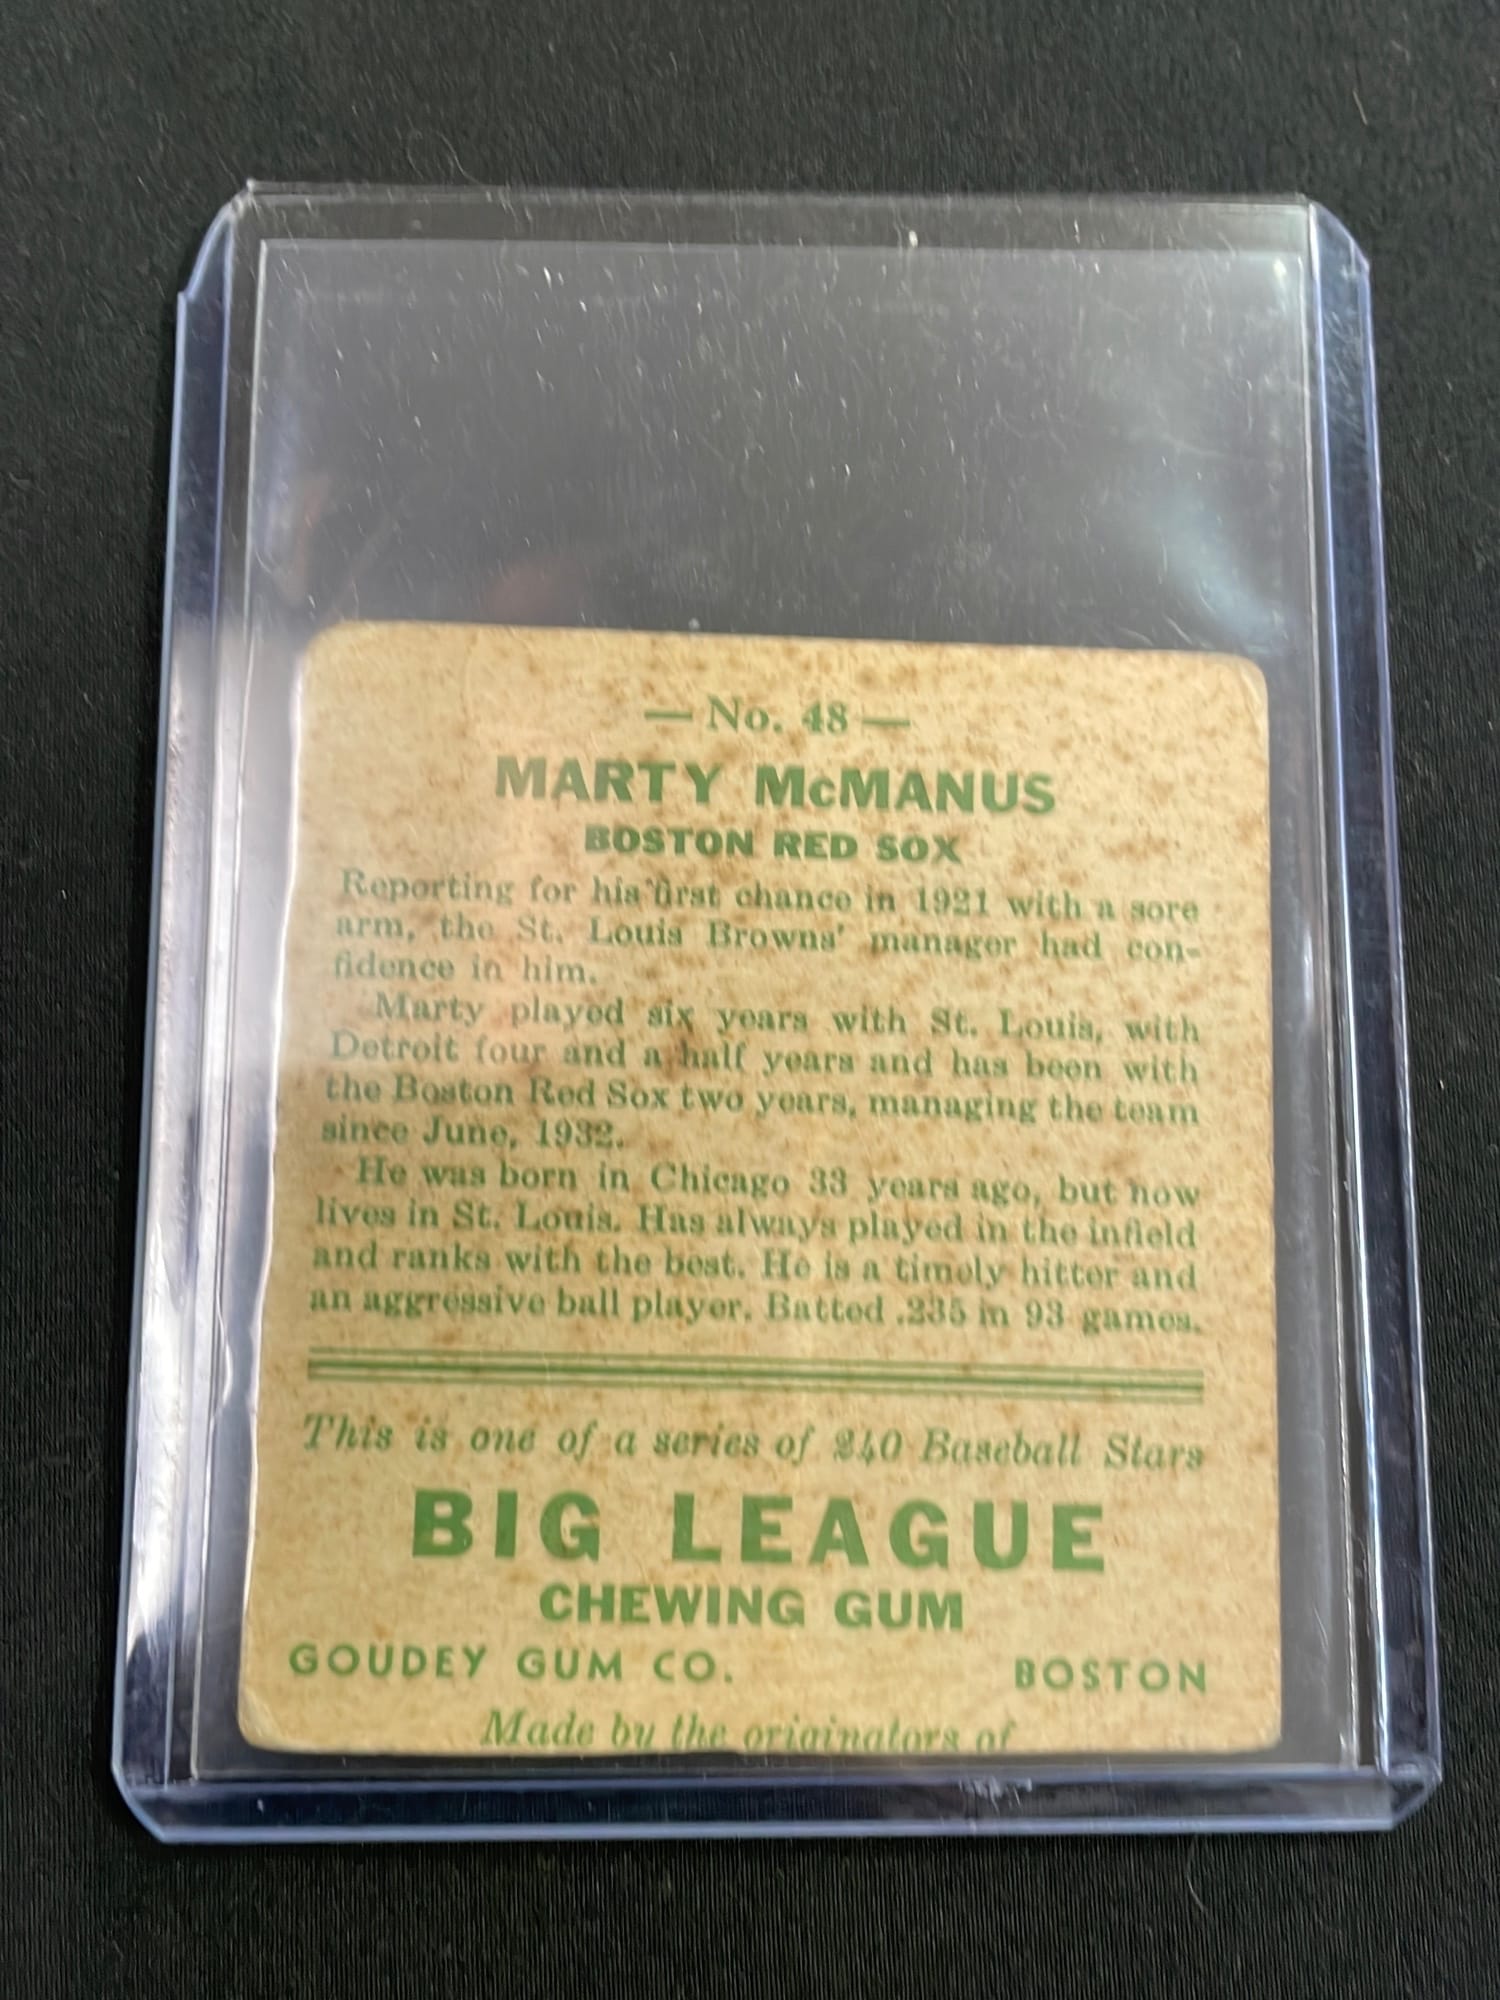 — No. 48 —
MARTY McMANUS
BOSTON RED SOX
Reporting for his first chance in 1921 with a sore
arm, the St. Louis Browns' manager had con-
fidence in him.
Marty played six years with St. Louis, with
Detroit four and a half years and has been with
the Boston Red Sox two years, managing the team
since June, 1932.
He was born in Chicago 33 years ago, but now
lives in St. Louis. Has always played in the infield
and ranks with the best. He is a timely hitter and
an aggressive ball player. Batted .235 in 93 games.
This is one of a series of 240 Baseball Stars
BIG LEAGUE
CHEWING GUM
GOUDEY GUM CO. BOSTON
Made by the originators of